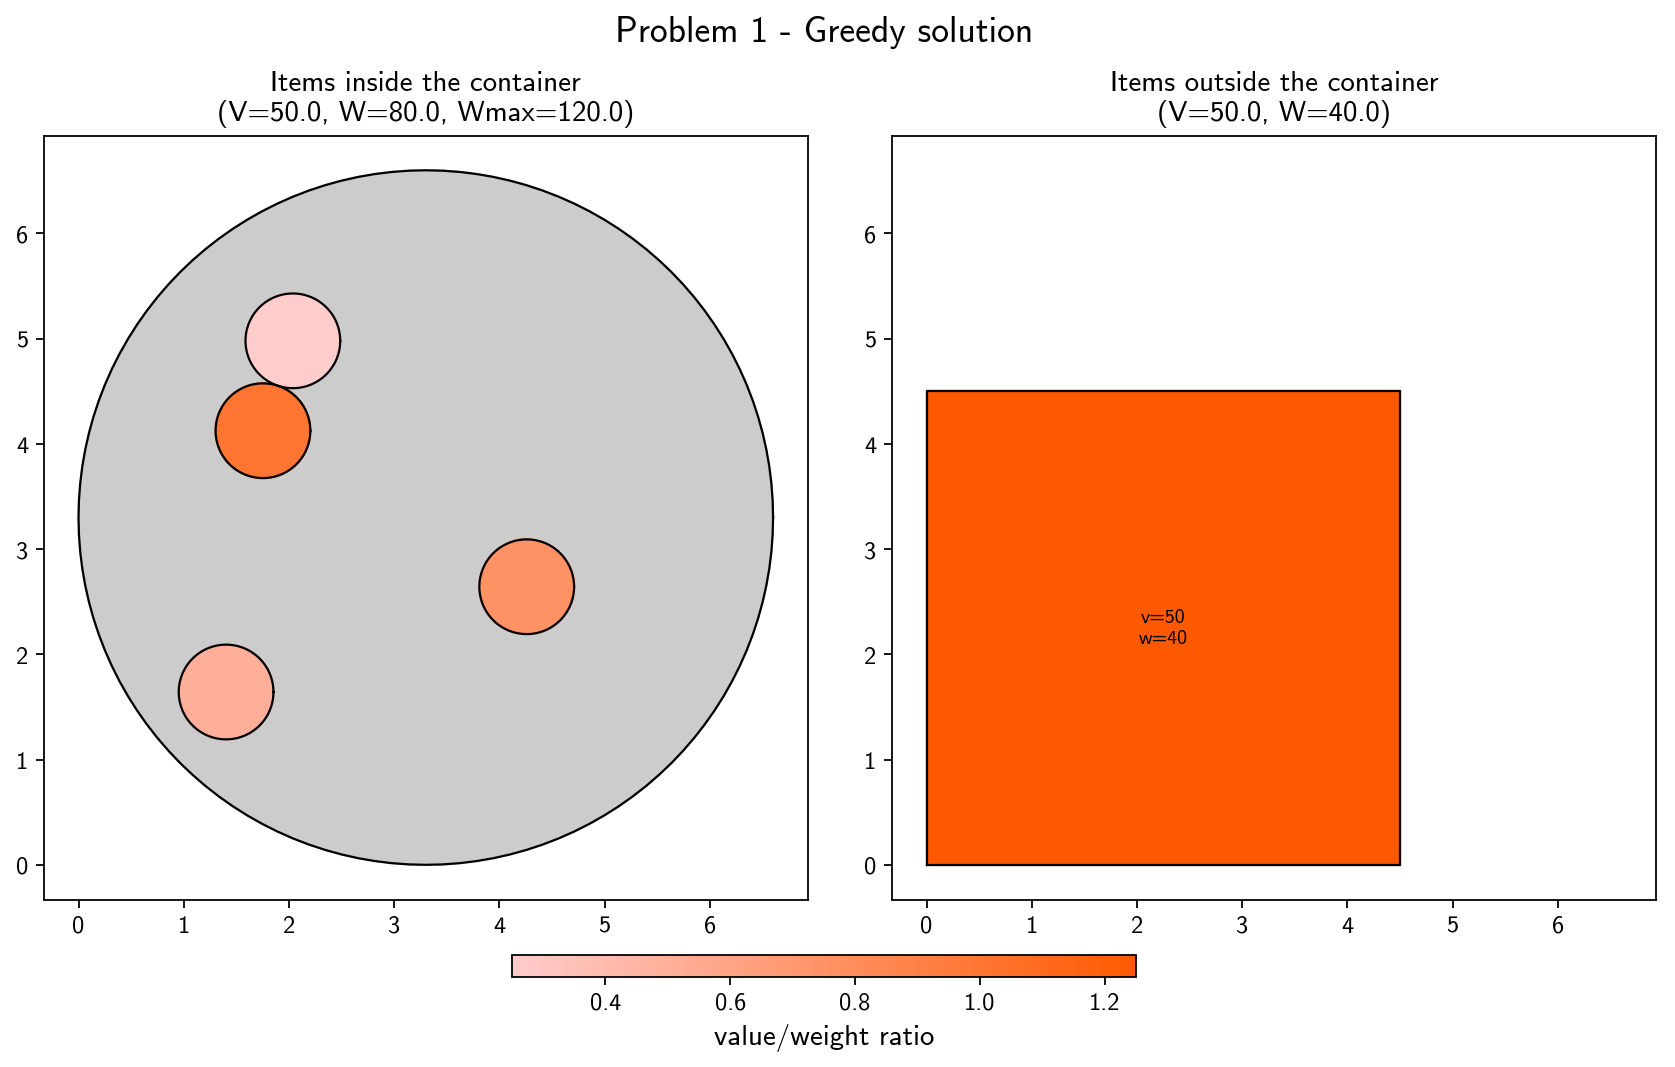 Problem 1 - Greedy solution
Items inside the container
(V=50.0, W=80.0, Wmax=120.0)
6
5
4
3
2
1
0
0 1 2 3 4 5 6
Items outside the container
(V=50.0, W=40.0)
6
5
4
3
2
1
0
v=50
w=40
0 1 2 3 4 5 6
0.4 0.6 0.8 1.0 1.2
value/weight ratio